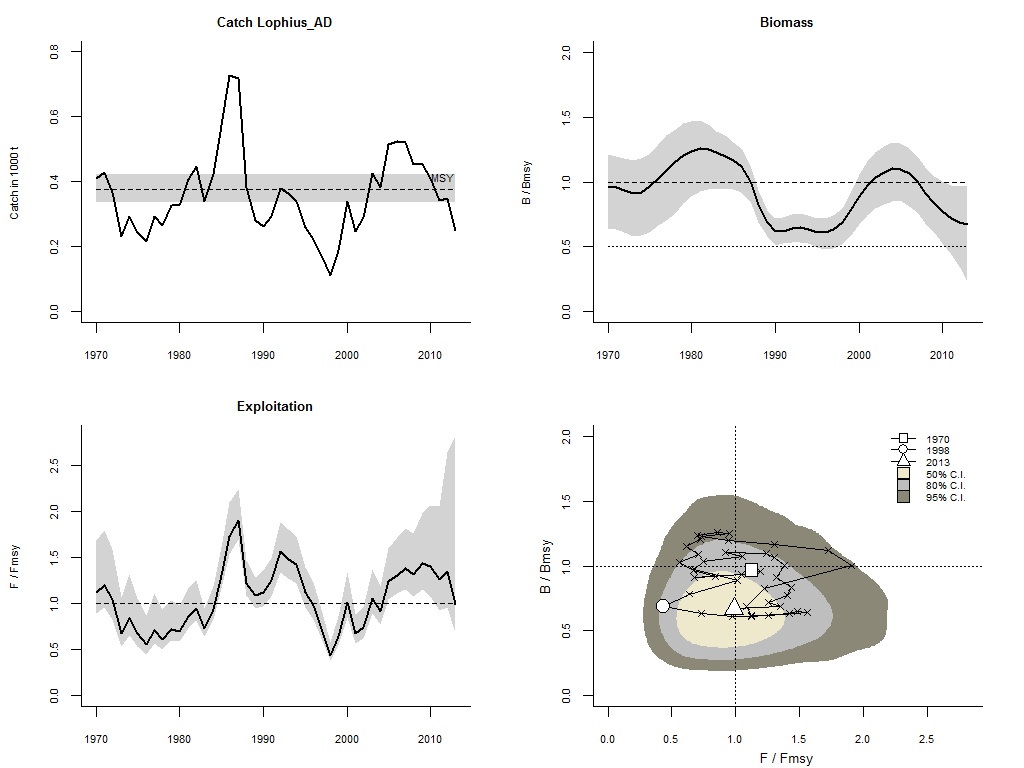 Catch Lophius_AD
Catch in 1000 t
0.0 0.2 0.4 0.6 0.8
MSY
1970 1980 1990 2000 2010
Biomass
B / Bmsy
0.0 0.5 1.0 1.5 2.0
1970 1980 1990 2000 2010
Exploitation
F / Fmsy
0.0 0.5 1.0 1.5 2.0 2.5
1970 1980 1990 2000 2010
B / Bmsy
0.0 0.5 1.0 1.5 2.0
1970
1998
2013
50% C.I.
80% C.I.
95% C.I.
0.0 0.5 1.0 1.5 2.0 2.5
F / Fmsy